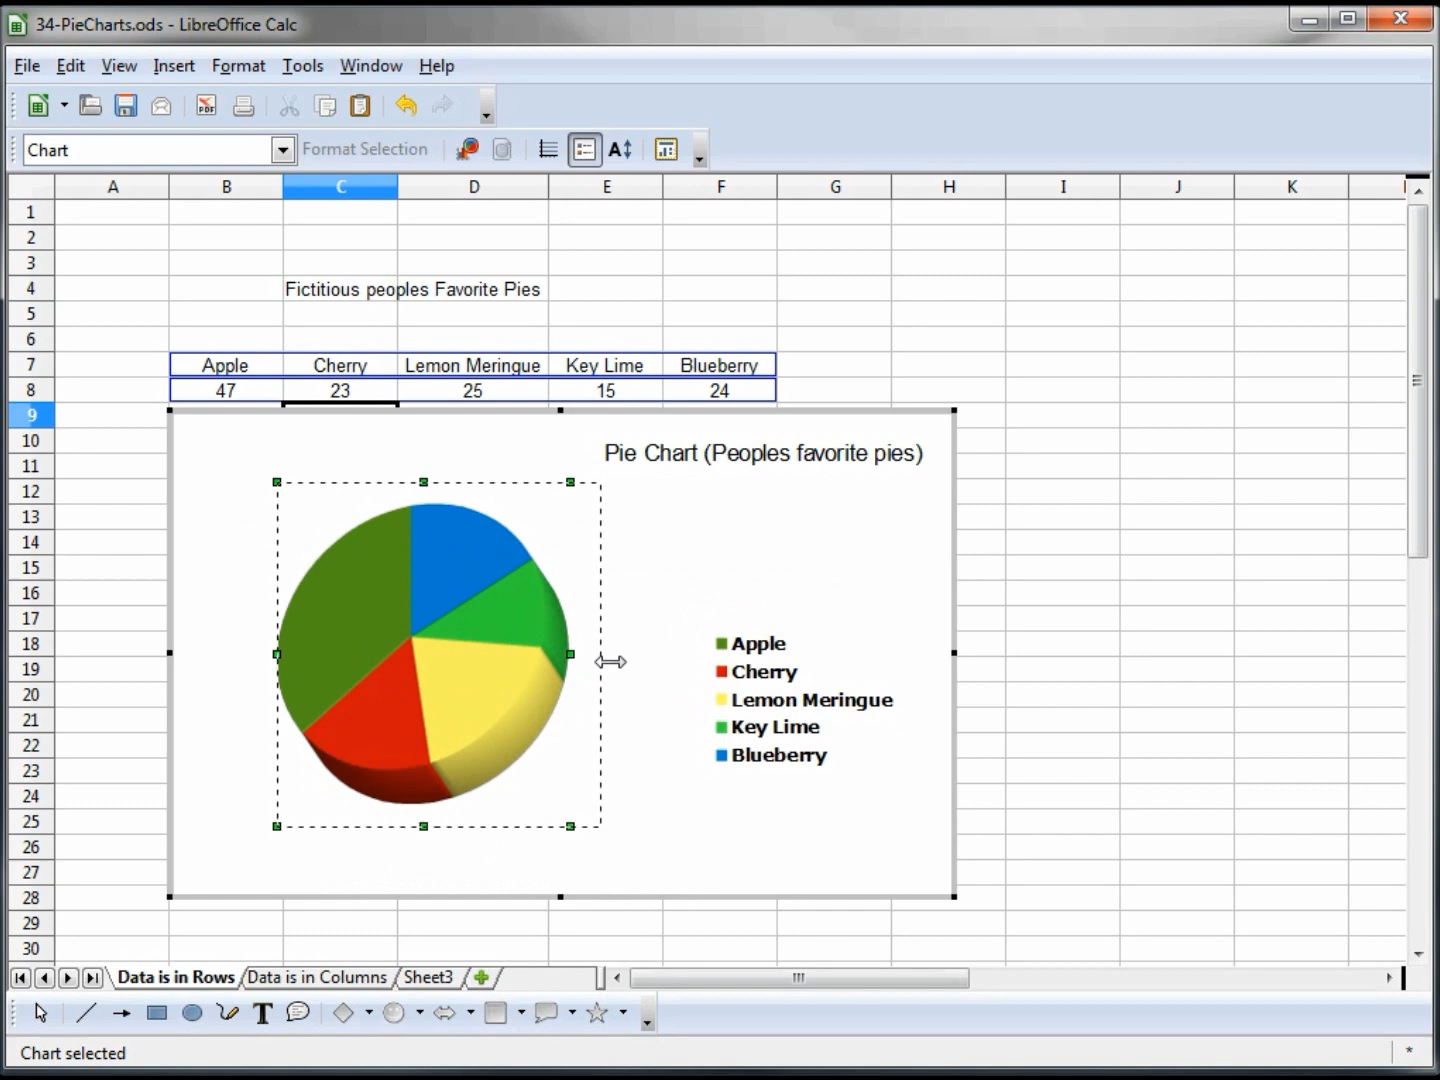 34-PieCharts.ods - LibreOffice Calc
File Edit View Insert Format Tools Window Help
PDF
Chart Format Selection A
A B C D E F G H I J K
1
2
3
4 Fictitious peoples Favorite Pies
5
6
7 Apple Cherry Lemon Meringue Key Lime Blueberry
8 47 23 25 15 24
9
10 Pie Chart (Peoples favorite pies)
11
12
13
14
15
16
17
18 Apple
19 Cherry
20 Lemon Meringue
21 Key Lime
22 Blueberry
23
24
25
26
27
28
29
30
Data is in Rows Data is in Columns Sheet3
T
Chart selected *